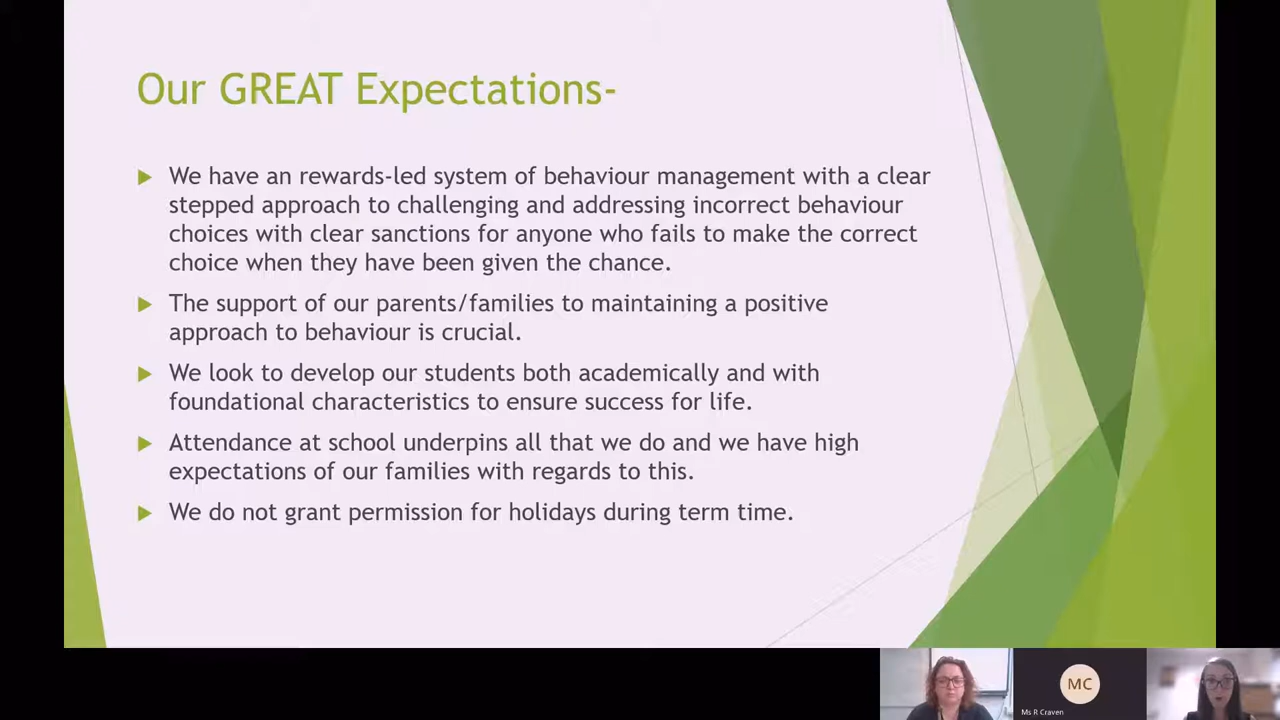 Our GREAT Expectations-
We have an rewards-led system of behaviour management with a clear
stepped approach to challenging and addressing incorrect behaviour
choices with clear sanctions for anyone who fails to make the correct
choice when they have been given the chance.
The support of our parents/families to maintaining a positive
approach to behaviour is crucial.
We look to develop our students both academically and with
foundational characteristics to ensure success for life.
Attendance at school underpins all that we do and we have high
expectations of our families with regards to this.
We do not grant permission for holidays during term time.
MC
Ms R Craven